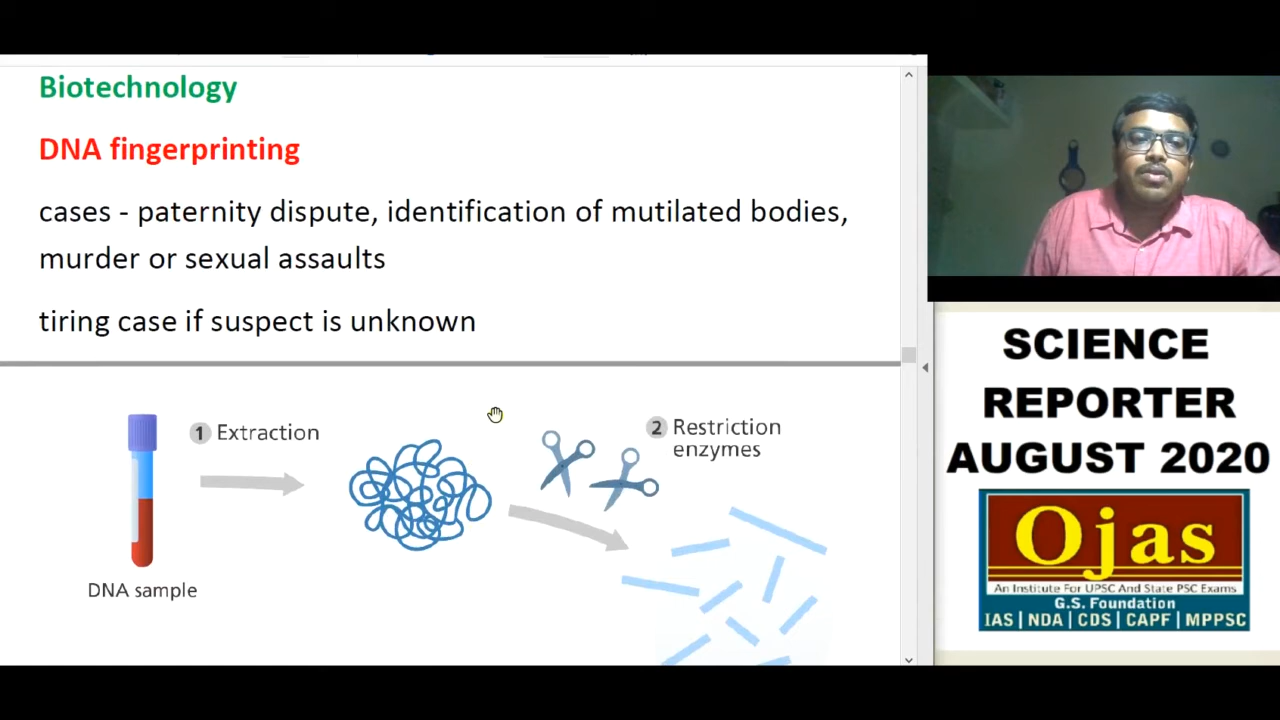 Biotechnology
DNA fingerprinting
cases - paternity dispute, identification of mutilated bodies,
murder or sexual assaults
tiring case if suspect is unknown
1 Extraction
2 Restriction
enzymes
DNA sample
SCIENCE
REPORTER
AUGUST 2020
Ojas
An Institute For UPSC And State PSC Exams
G.S. Foundation
IAS | NDA | CDS | CAPF | MPPSC